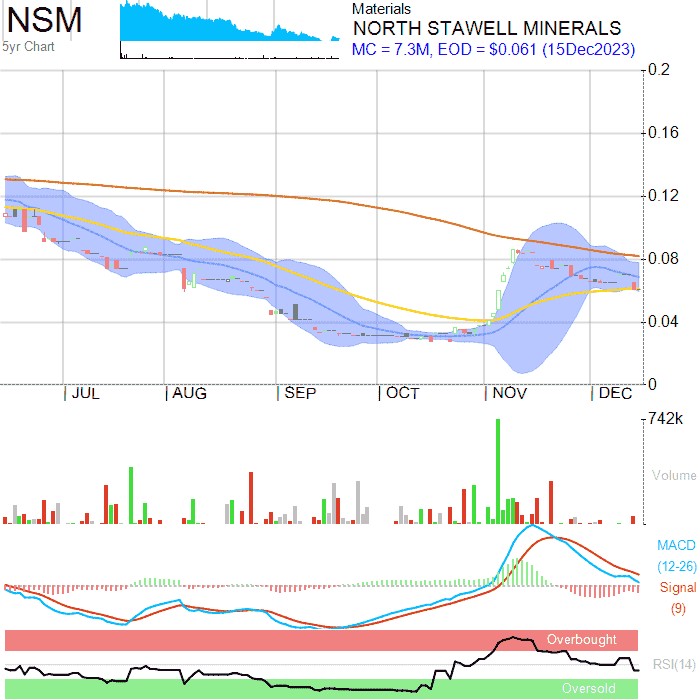 NSM
5yr Chart
Materials
NORTH STAWELL MINERALS
MC = 7.3M, EOD = $0.061 (15Dec2023)
0.2
0.16
0.12
0.08
0.04
0
JUL AUG SEP OCT NOV DEC
742k
Volume
MACD
(12-26)
Signal
(9)
Overbought
RSI(14)
Oversold